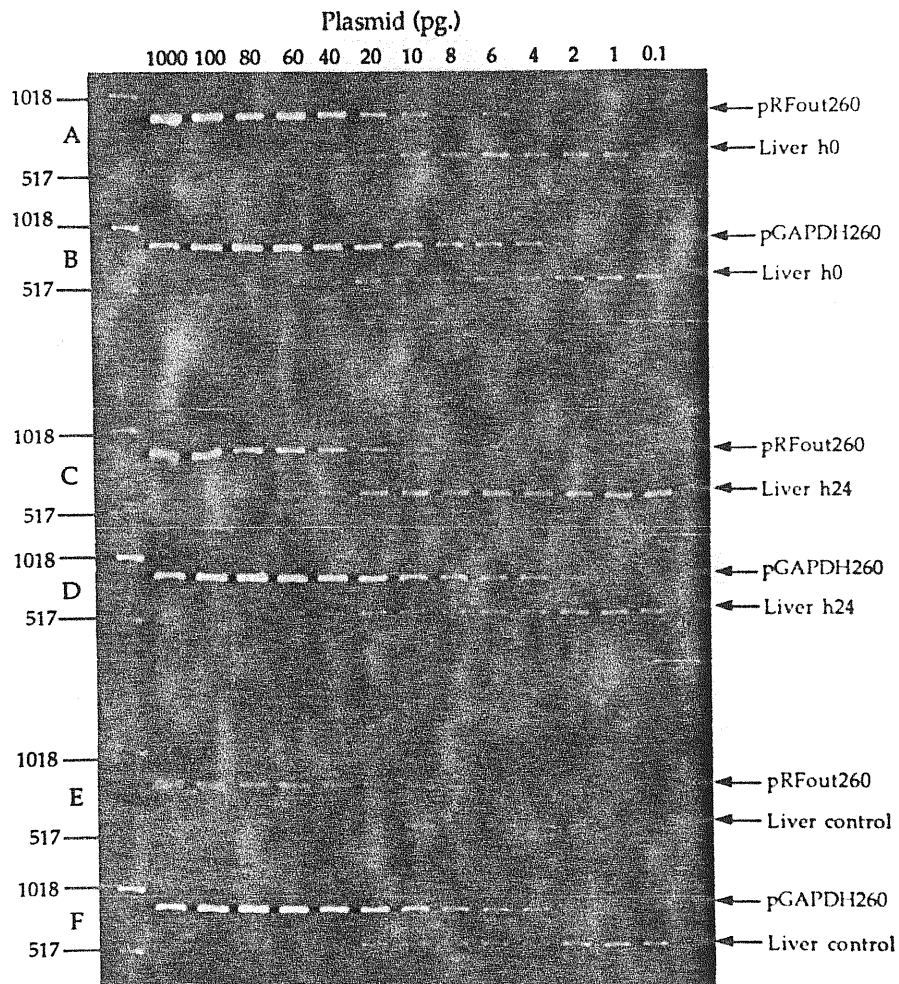 Plasmid (pg.)
1000 100 80 60 40 20 10 8 6 4 2 1 0.1
1018 pRFout260
A
Liver h0
517
1018 pGAPDH260
B
Liver h0
517
1018 pRFout260
C
Liver h24
517
1018 pGAPDH260
D
Liver h24
517
1018
pRFout260
E
Liver control
517
1018 pGAPDH260
F
Liver control
517